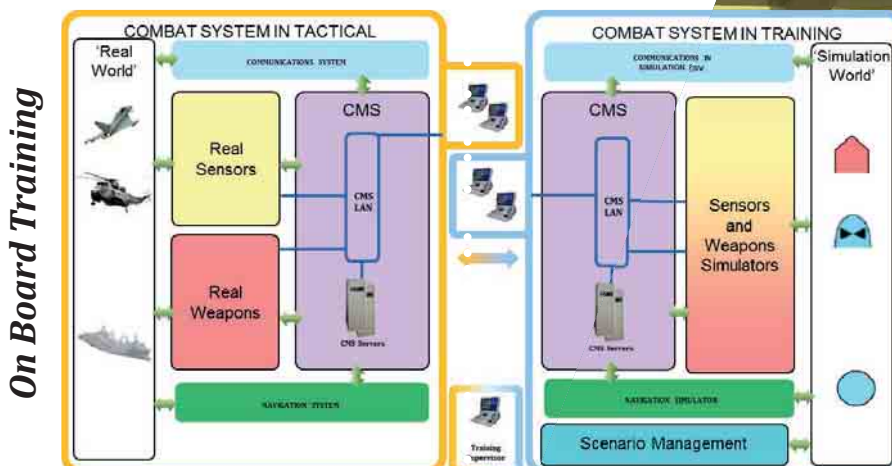 On Board Training
COMBAT SYSTEM IN TACTICAL
'Real
World'
COMMUNICATIONS SYSTEM
Real
Sensors
CMS
CMS
LAN
Real
Weapons
CMS Servers
NAVIGATION SYSTEM
Training
COMBAT SYSTEM IN TRAINING
COMMUNICATIONS IN
CMS
CMS
LAN
CMS Servers
Sensors
and
Weapons
Simulators
'Simulation
World'
NAVIGATION SIMULATOR
Scenario Management